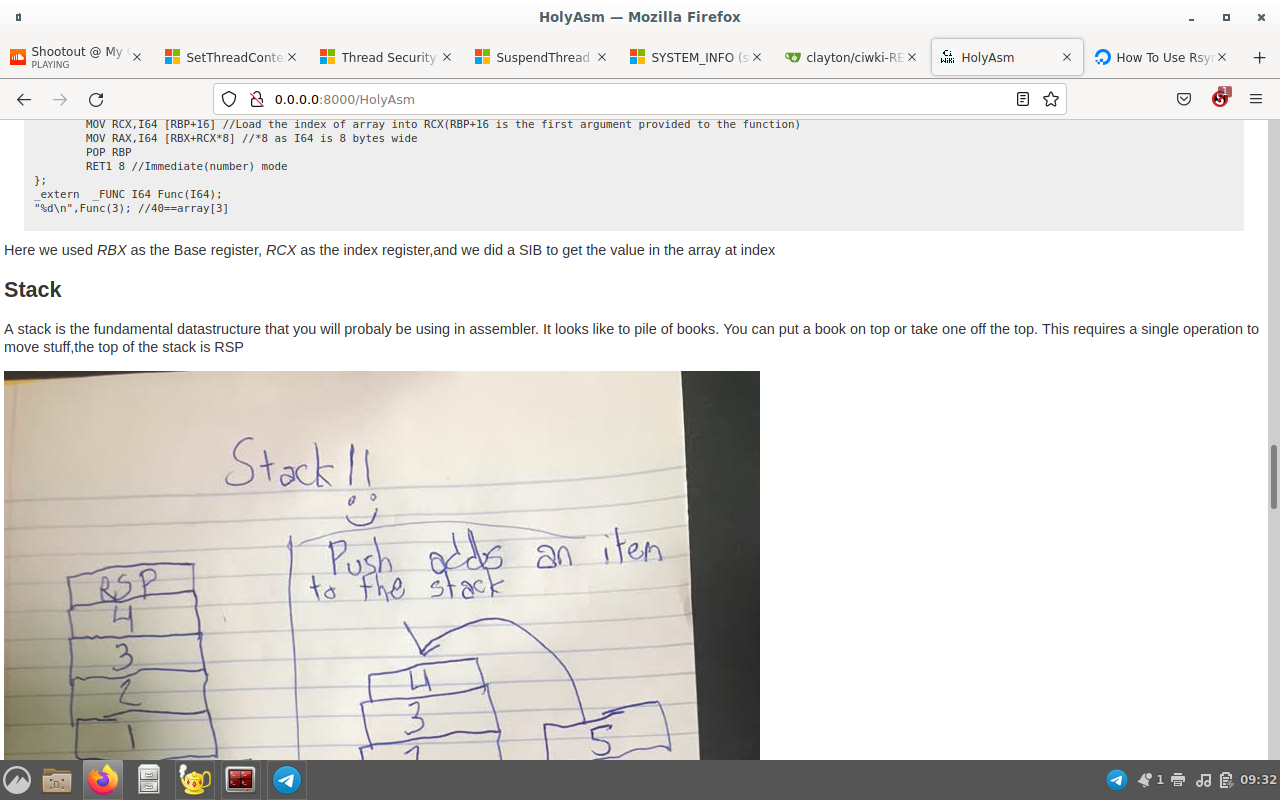 HolyAsm — Mozilla Firefox
Shootout @ My
PLAYING
SetThreadConte
Thread Security
SuspendThread
SYSTEM_INFO (s
clayton/ciwki-RE
Ci
WiKi
HolyAsm
How To Use Rsyn
0.0.0.0:8000/HolyAsm
1
MOV RCX,I64 [RBP+16] //Load the index of array into RCX(RBP+16 is the first argument provided to the function)
MOV RAX,I64 [RBX+RCX*8] //*8 as I64 is 8 bytes wide
POP RBP
RET1 8 //Immediate(number) mode
};
_extern _FUNC I64 Func(I64);
"%d\n",Func(3); //40==array[3]
Here we used RBX as the Base register, RCX as the index register,and we did a SIB to get the value in the array at index
Stack
A stack is the fundamental datastructure that you will probaly be using in assembler. It looks like to pile of books. You can put a book on top or take one off the top. This requires a single operation to
move stuff,the top of the stack is RSP
Stack!!
Push adds an item
to the stack
RSP
4
3
2
1
4
3
5
1
09:32